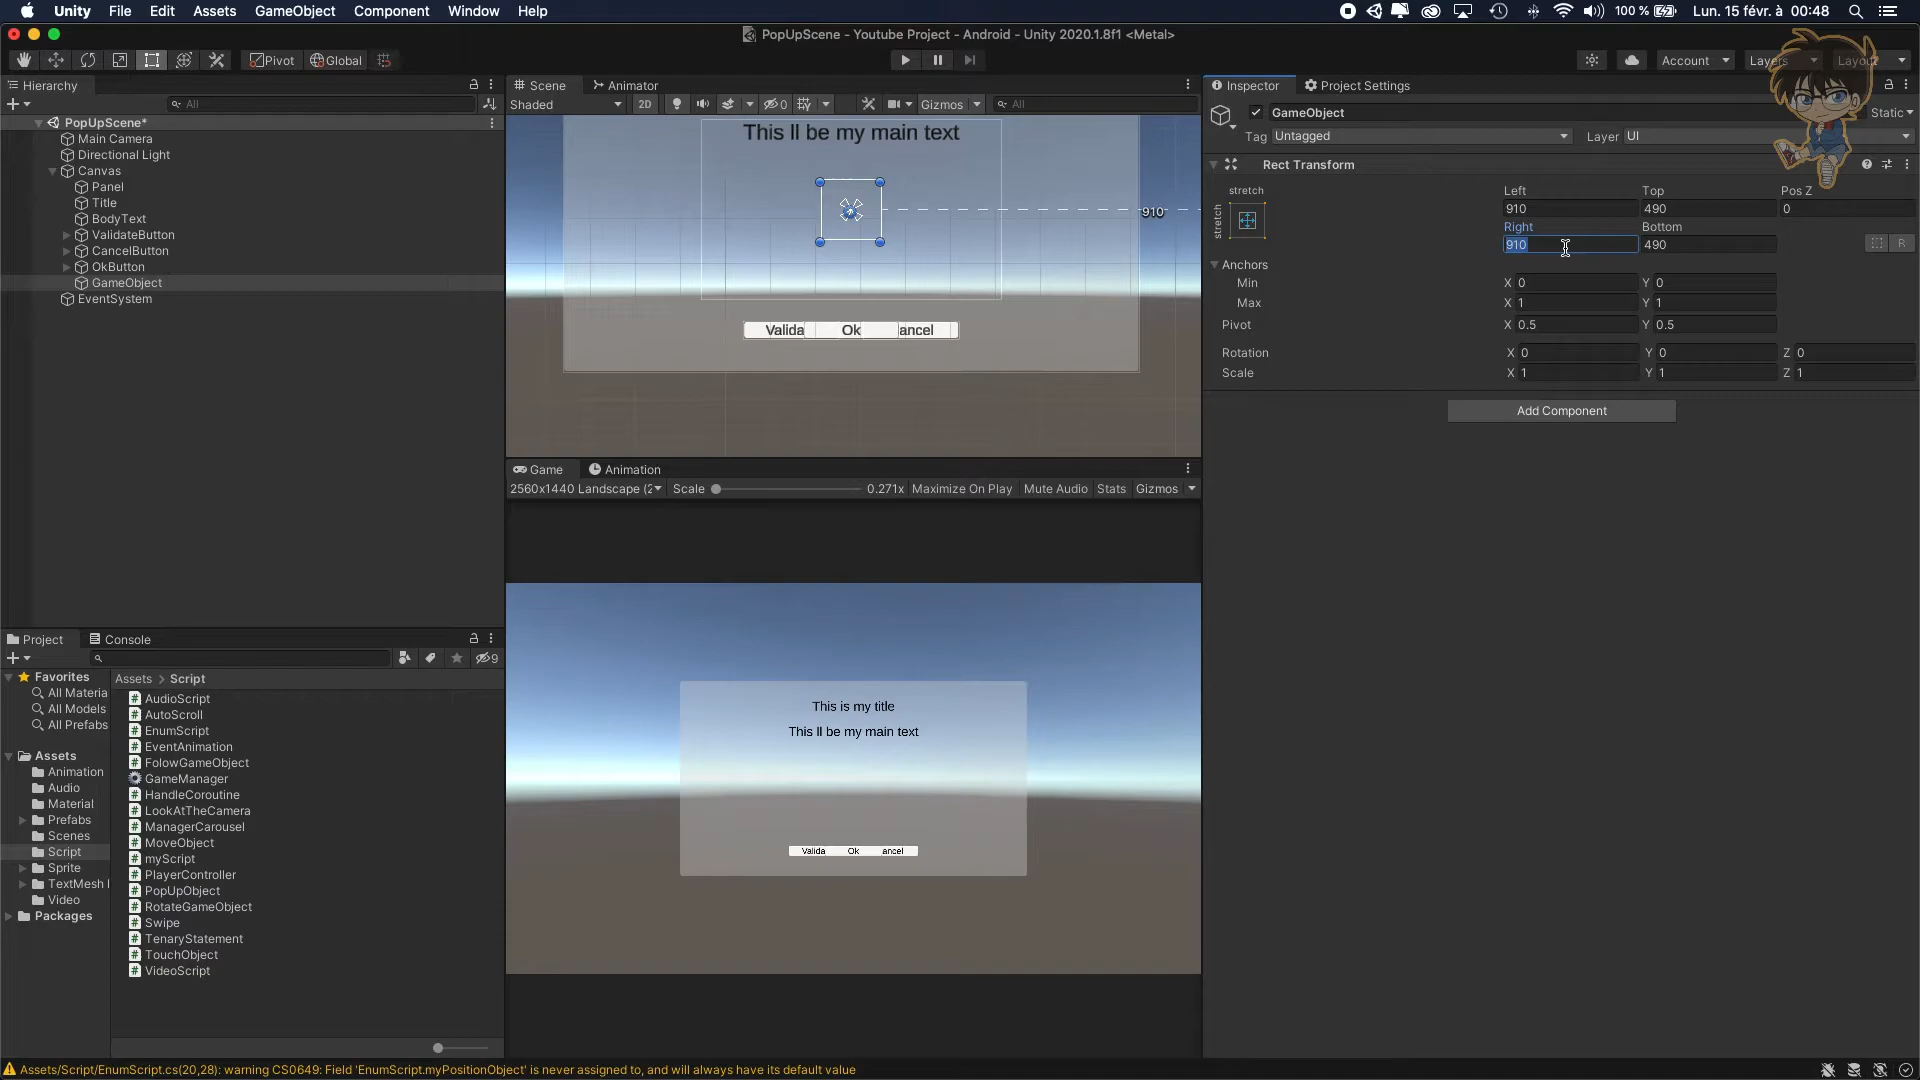 Unity File Edit Assets GameObject Component Window Help
100 % Lun. 15 févr. à 00:48
PopUpScene - Youtube Project - Android - Unity 2020.1.8f1 <Metal>
Pivot Global Account Layers
Hierarchy
All
PopUpScene*
Main Camera
Directional Light
Canvas
Panel
Title
BodyText
ValidateButton
CancelButton
OkButton
GameObject
EventSystem
Scene Animator
Shaded 2D 0 Gizmos All
This ll be my main text
910
Valida Ok ancel
Game Animation
2560x1440 Landscape (2 Scale 0.271x Maximize On Play Mute Audio Stats Gizmos
This is my title
This ll be my main text
Valida Ok ancel
Inspector Project Settings
GameObject Static
Tag Untagged Layer UI
Rect Transform
stretch
stretch
Left Top Pos Z
910 490 0
Right Bottom
910 490 R
Anchors
Min X 0 Y 0
Max X 1 Y 1
Pivot X 0.5 Y 0.5
Rotation X 0 Y 0 Z 0
Scale X 1 Y 1 Z 1
Add Component
Project Console
9
Favorites
All Materia
All Models
All Prefabs
Assets
Animation
Audio
Material
Prefabs
Scenes
Script
Sprite
TextMesh
Video
Packages
Assets > Script
AudioScript
AutoScroll
EnumScript
EventAnimation
FolowGameObject
GameManager
HandleCoroutine
LookAtTheCamera
ManagerCarousel
MoveObject
myScript
PlayerController
PopUpObject
RotateGameObject
Swipe
TenaryStatement
TouchObject
VideoScript
Assets/Script/EnumScript.cs(20,28): warning CS0649: Field 'EnumScript.myPositionObject' is never assigned to, and will always have its default value